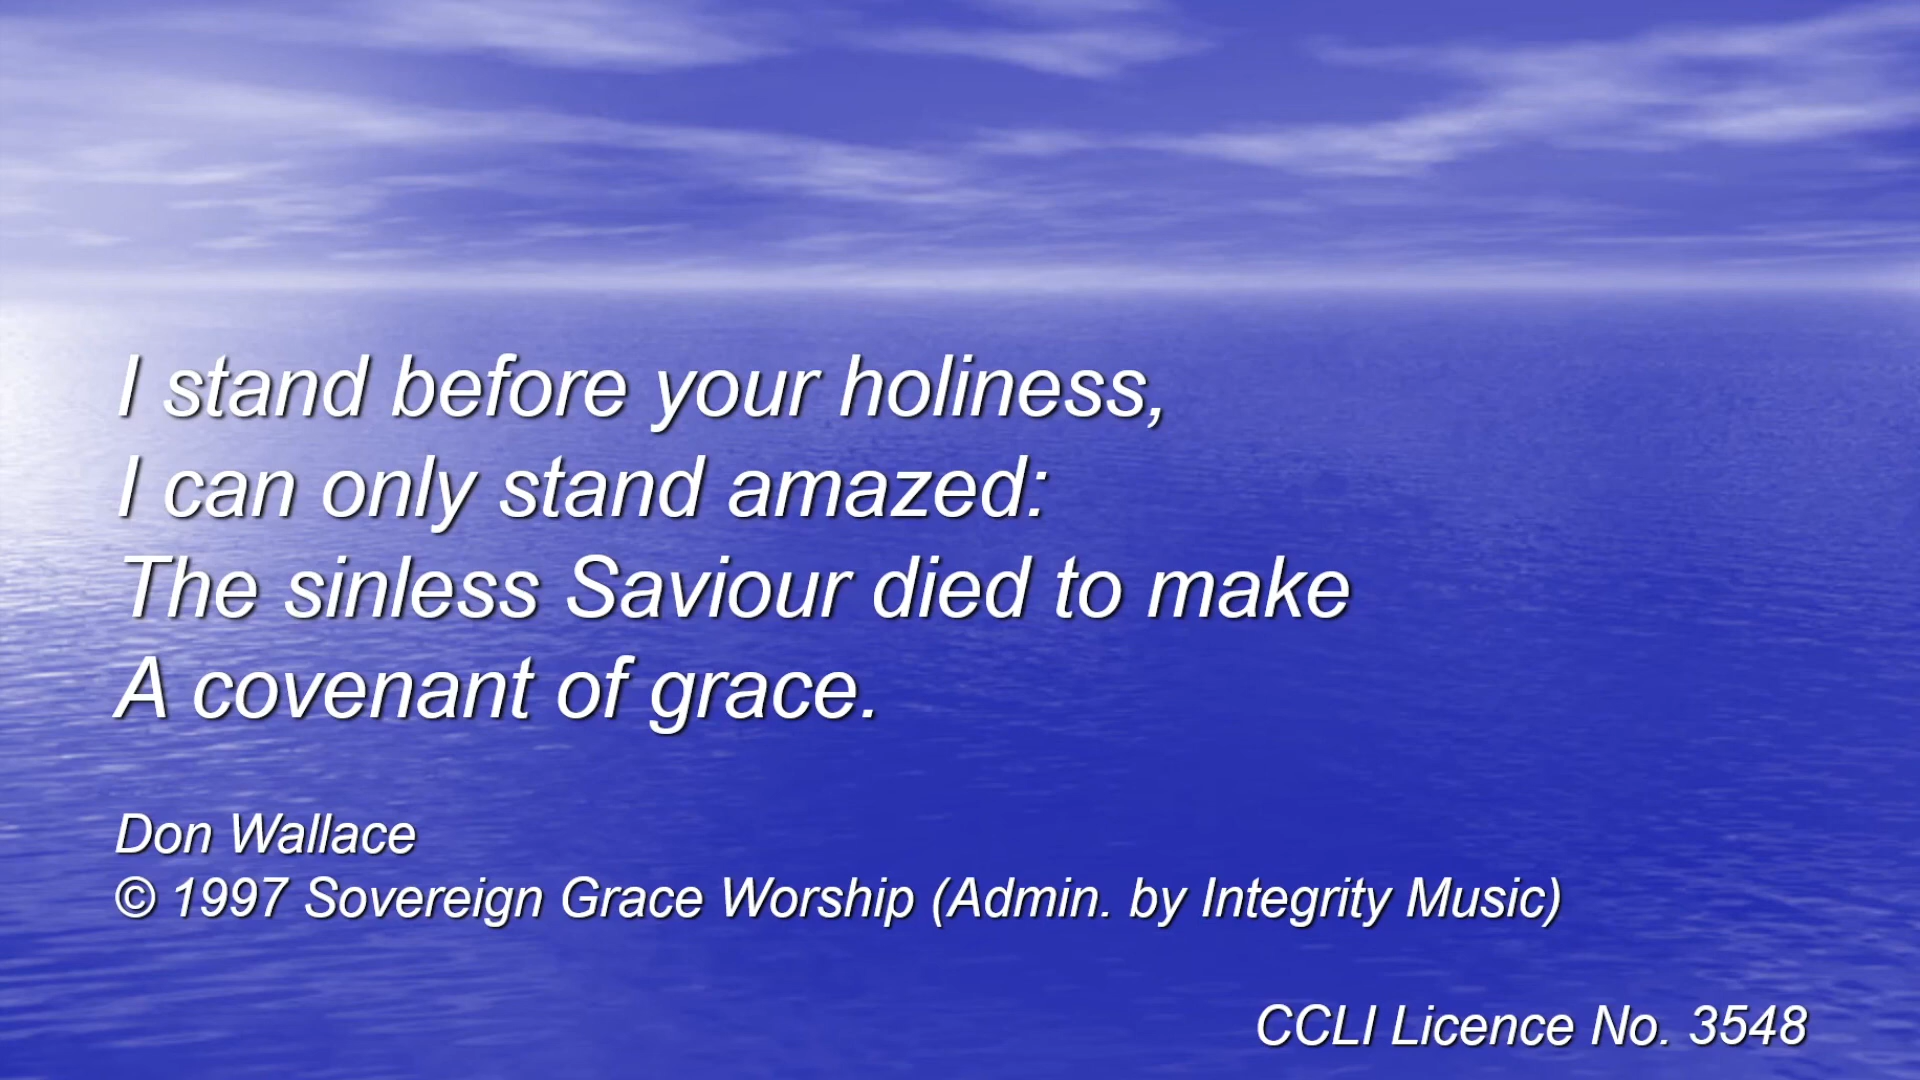 I stand before your holiness,
I can only stand amazed:
The sinless Saviour died to make
A covenant of grace.
Don Wallace
© 1997 Sovereign Grace Worship (Admin. by Integrity Music)
CCLI Licence No. 3548